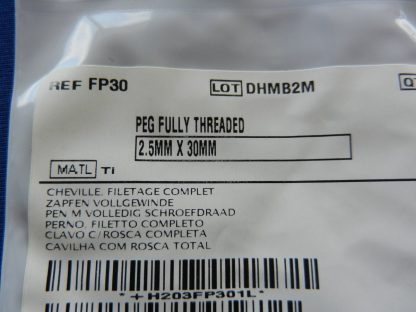 REF FP30 LOT DHMB2M
PEG FULLY THREADED
2.5MM X 30MM
MATL Ti
CHEVILLE, FILETAGE COMPLET
ZAPFEN VOLLGEWINDE
PEN M VOLLEDIG SCHROEFDRAAD
PERNO, FILETTO COMPLETO
CLAVO C/ROSCA COMPLETA
CAVILHA COM ROSCA TOTAL
*+H203FP301L*